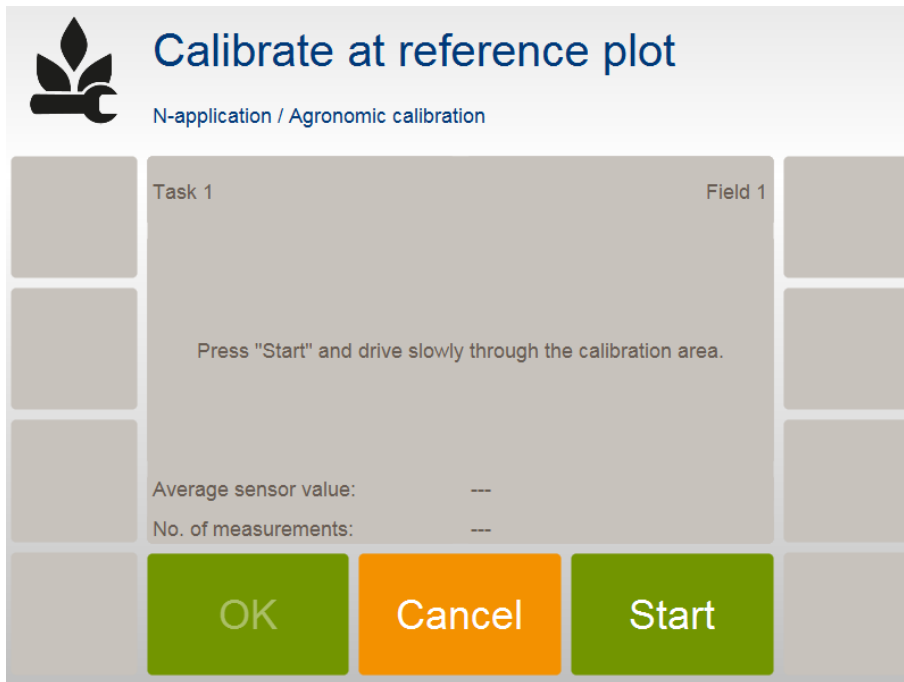 Calibrate at reference plot
N-application / Agronomic calibration
Task 1 Field 1
Press "Start" and drive slowly through the calibration area.
Average sensor value: ---
No. of measurements: ---
OK Cancel Start